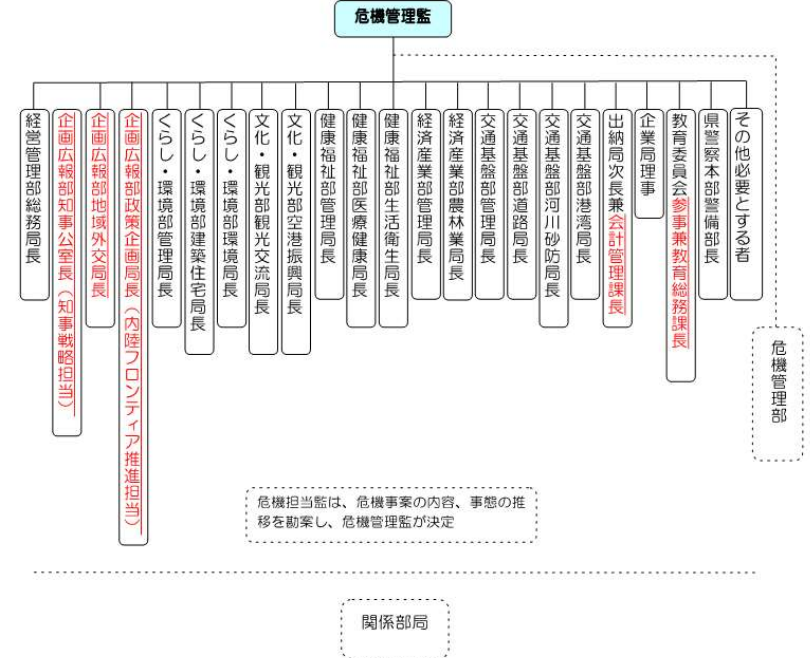 危機管理監
経営管理部総務局長
企画広報部知事公室長（知事戦略担当）
企画広報部地域外交局長
企画広報部政策企画局長（内陸フロンティア推進担当）
くらし・環境部管理局長
くらし・環境部建築住宅局長
くらし・環境部環境局長
文化・観光部観光交流局長
文化・観光部空港振興局長
健康福祉部管理局長
健康福祉部医療健康局長
健康福祉部生活衛生局長
経済産業部管理局長
経済産業部農林業局長
交通基盤部管理局長
交通基盤部道路局長
交通基盤部河川砂防局長
交通基盤部港湾局長
出納局次長兼会計管理課長
企業局理事
教育委員会参事兼教育総務課長
県警察本部警備部長
その他必要とする者
危機管理部
危機担当監は、危機事案の内容、事態の推
移を勘案し、危機管理監が決定
関係部局